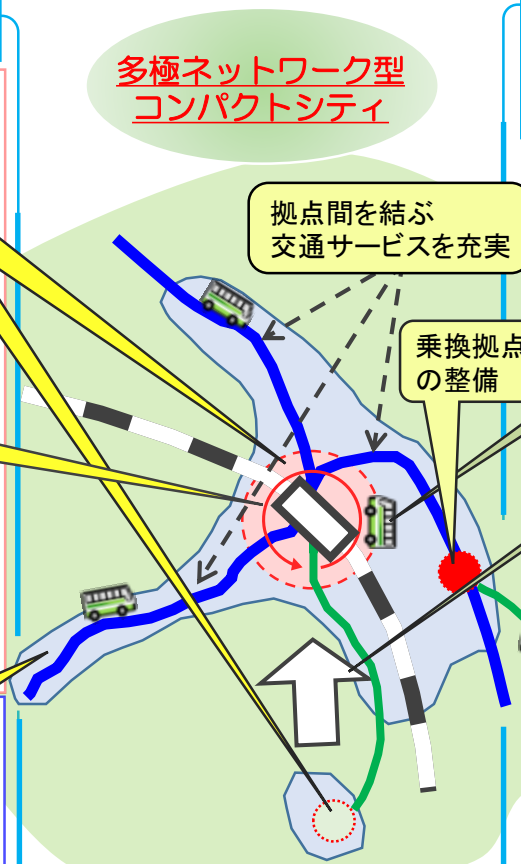 多極ネットワーク型
コンパクトシティ
拠点間を結ぶ
交通サービスを充実
乗換拠点
の整備